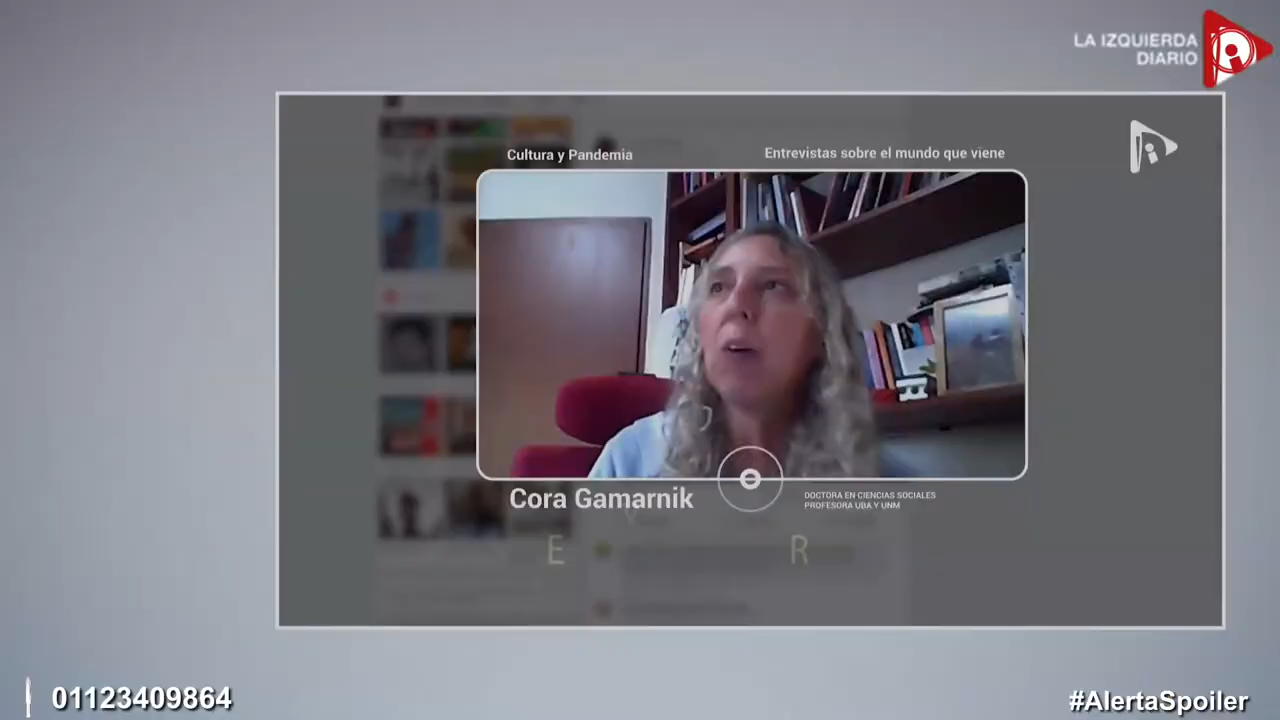 LA IZQUIERDA
DIARIO
Cultura y Pandemia
Entrevistas sobre el mundo que viene
Cora Gamarnik
DOCTORA EN CIENCIAS SOCIALES
PROFESORA UBA Y UNM
E
R
01123409864
#AlertaSpoiler